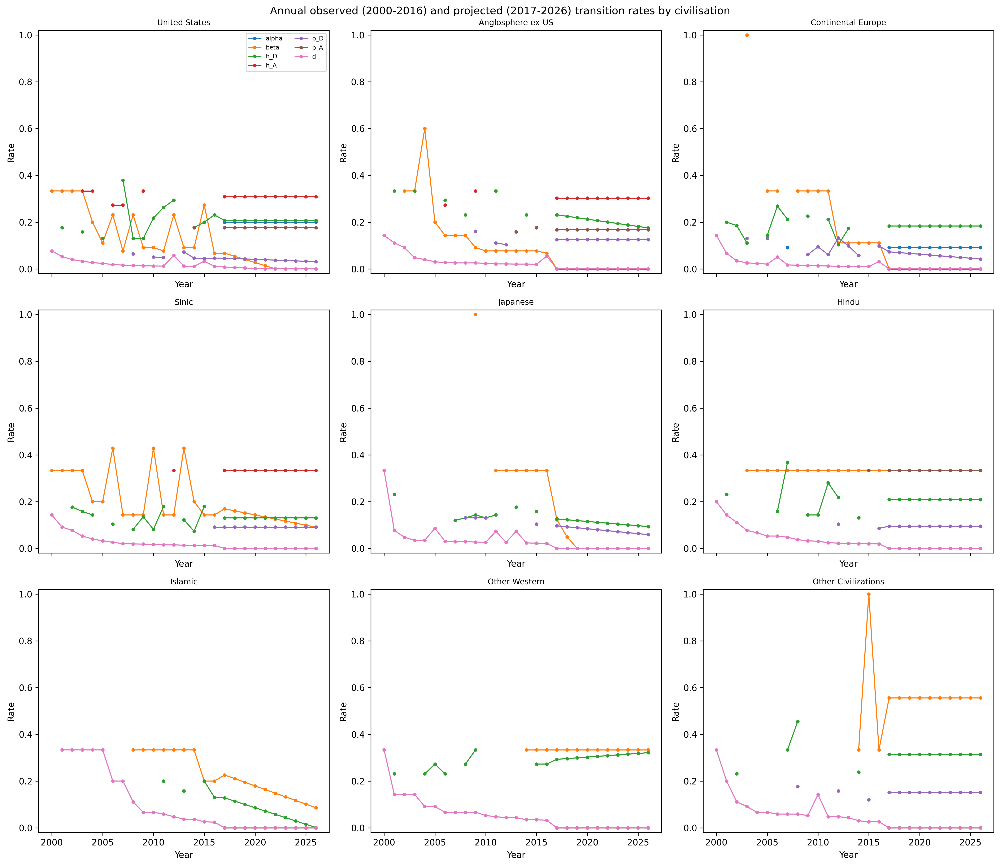 Annual observed (2000-2016) and projected (2017-2026) transition rates by civilisation
United States
1.0
0.8
0.6
0.4
0.2
0.0
Rate
Year
alpha
beta
h_D
h_A
p_D
p_A
d
Anglosphere ex-US
1.0
0.8
0.6
0.4
0.2
0.0
Rate
Year
Continental Europe
1.0
0.8
0.6
0.4
0.2
0.0
Rate
Year
Sinic
1.0
0.8
0.6
0.4
0.2
0.0
Rate
Year
Japanese
1.0
0.8
0.6
0.4
0.2
0.0
Rate
Year
Hindu
1.0
0.8
0.6
0.4
0.2
0.0
Rate
Year
Islamic
1.0
0.8
0.6
0.4
0.2
0.0
Rate
2000 2005 2010 2015 2020 2025
Year
Other Western
1.0
0.8
0.6
0.4
0.2
0.0
Rate
2000 2005 2010 2015 2020 2025
Year
Other Civilizations
1.0
0.8
0.6
0.4
0.2
0.0
Rate
2000 2005 2010 2015 2020 2025
Year